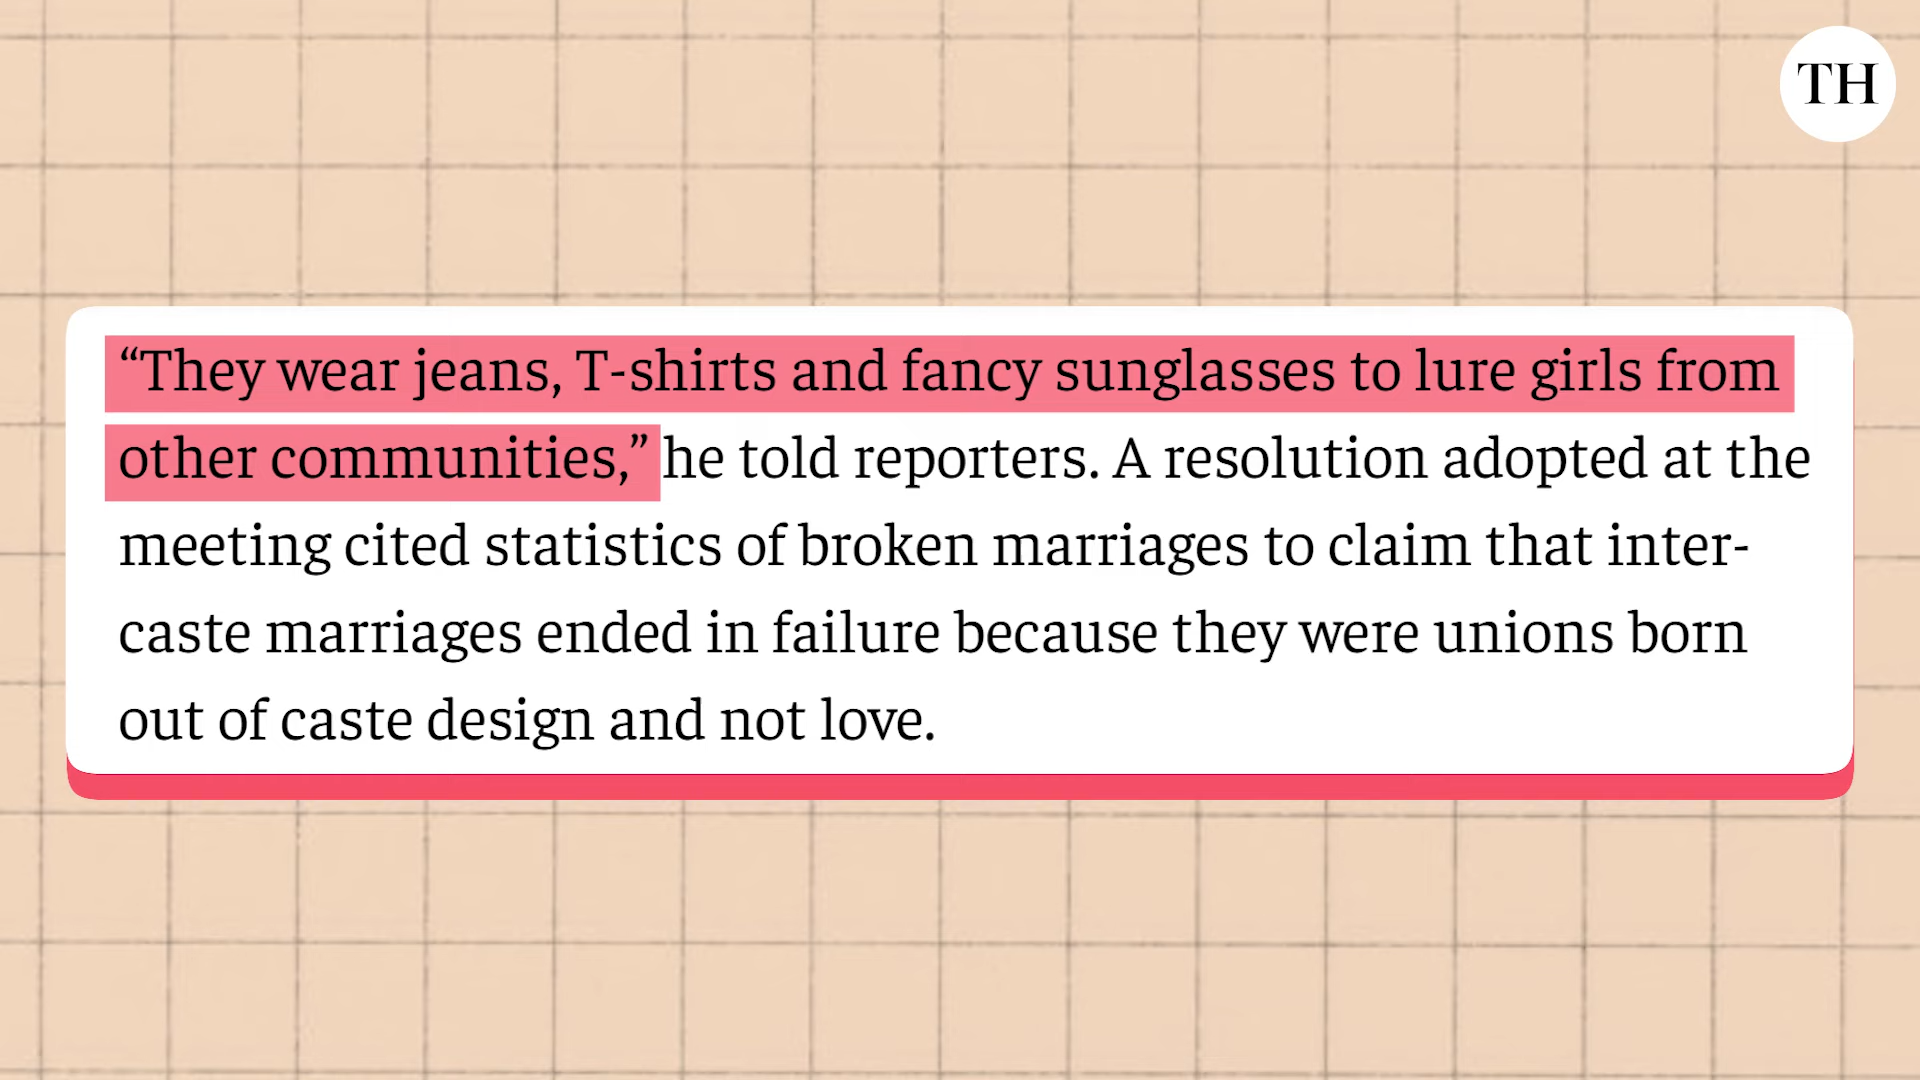 TH
“They wear jeans, T-shirts and fancy sunglasses to lure girls from
other communities,” he told reporters. A resolution adopted at the
meeting cited statistics of broken marriages to claim that inter-
caste marriages ended in failure because they were unions born
out of caste design and not love.